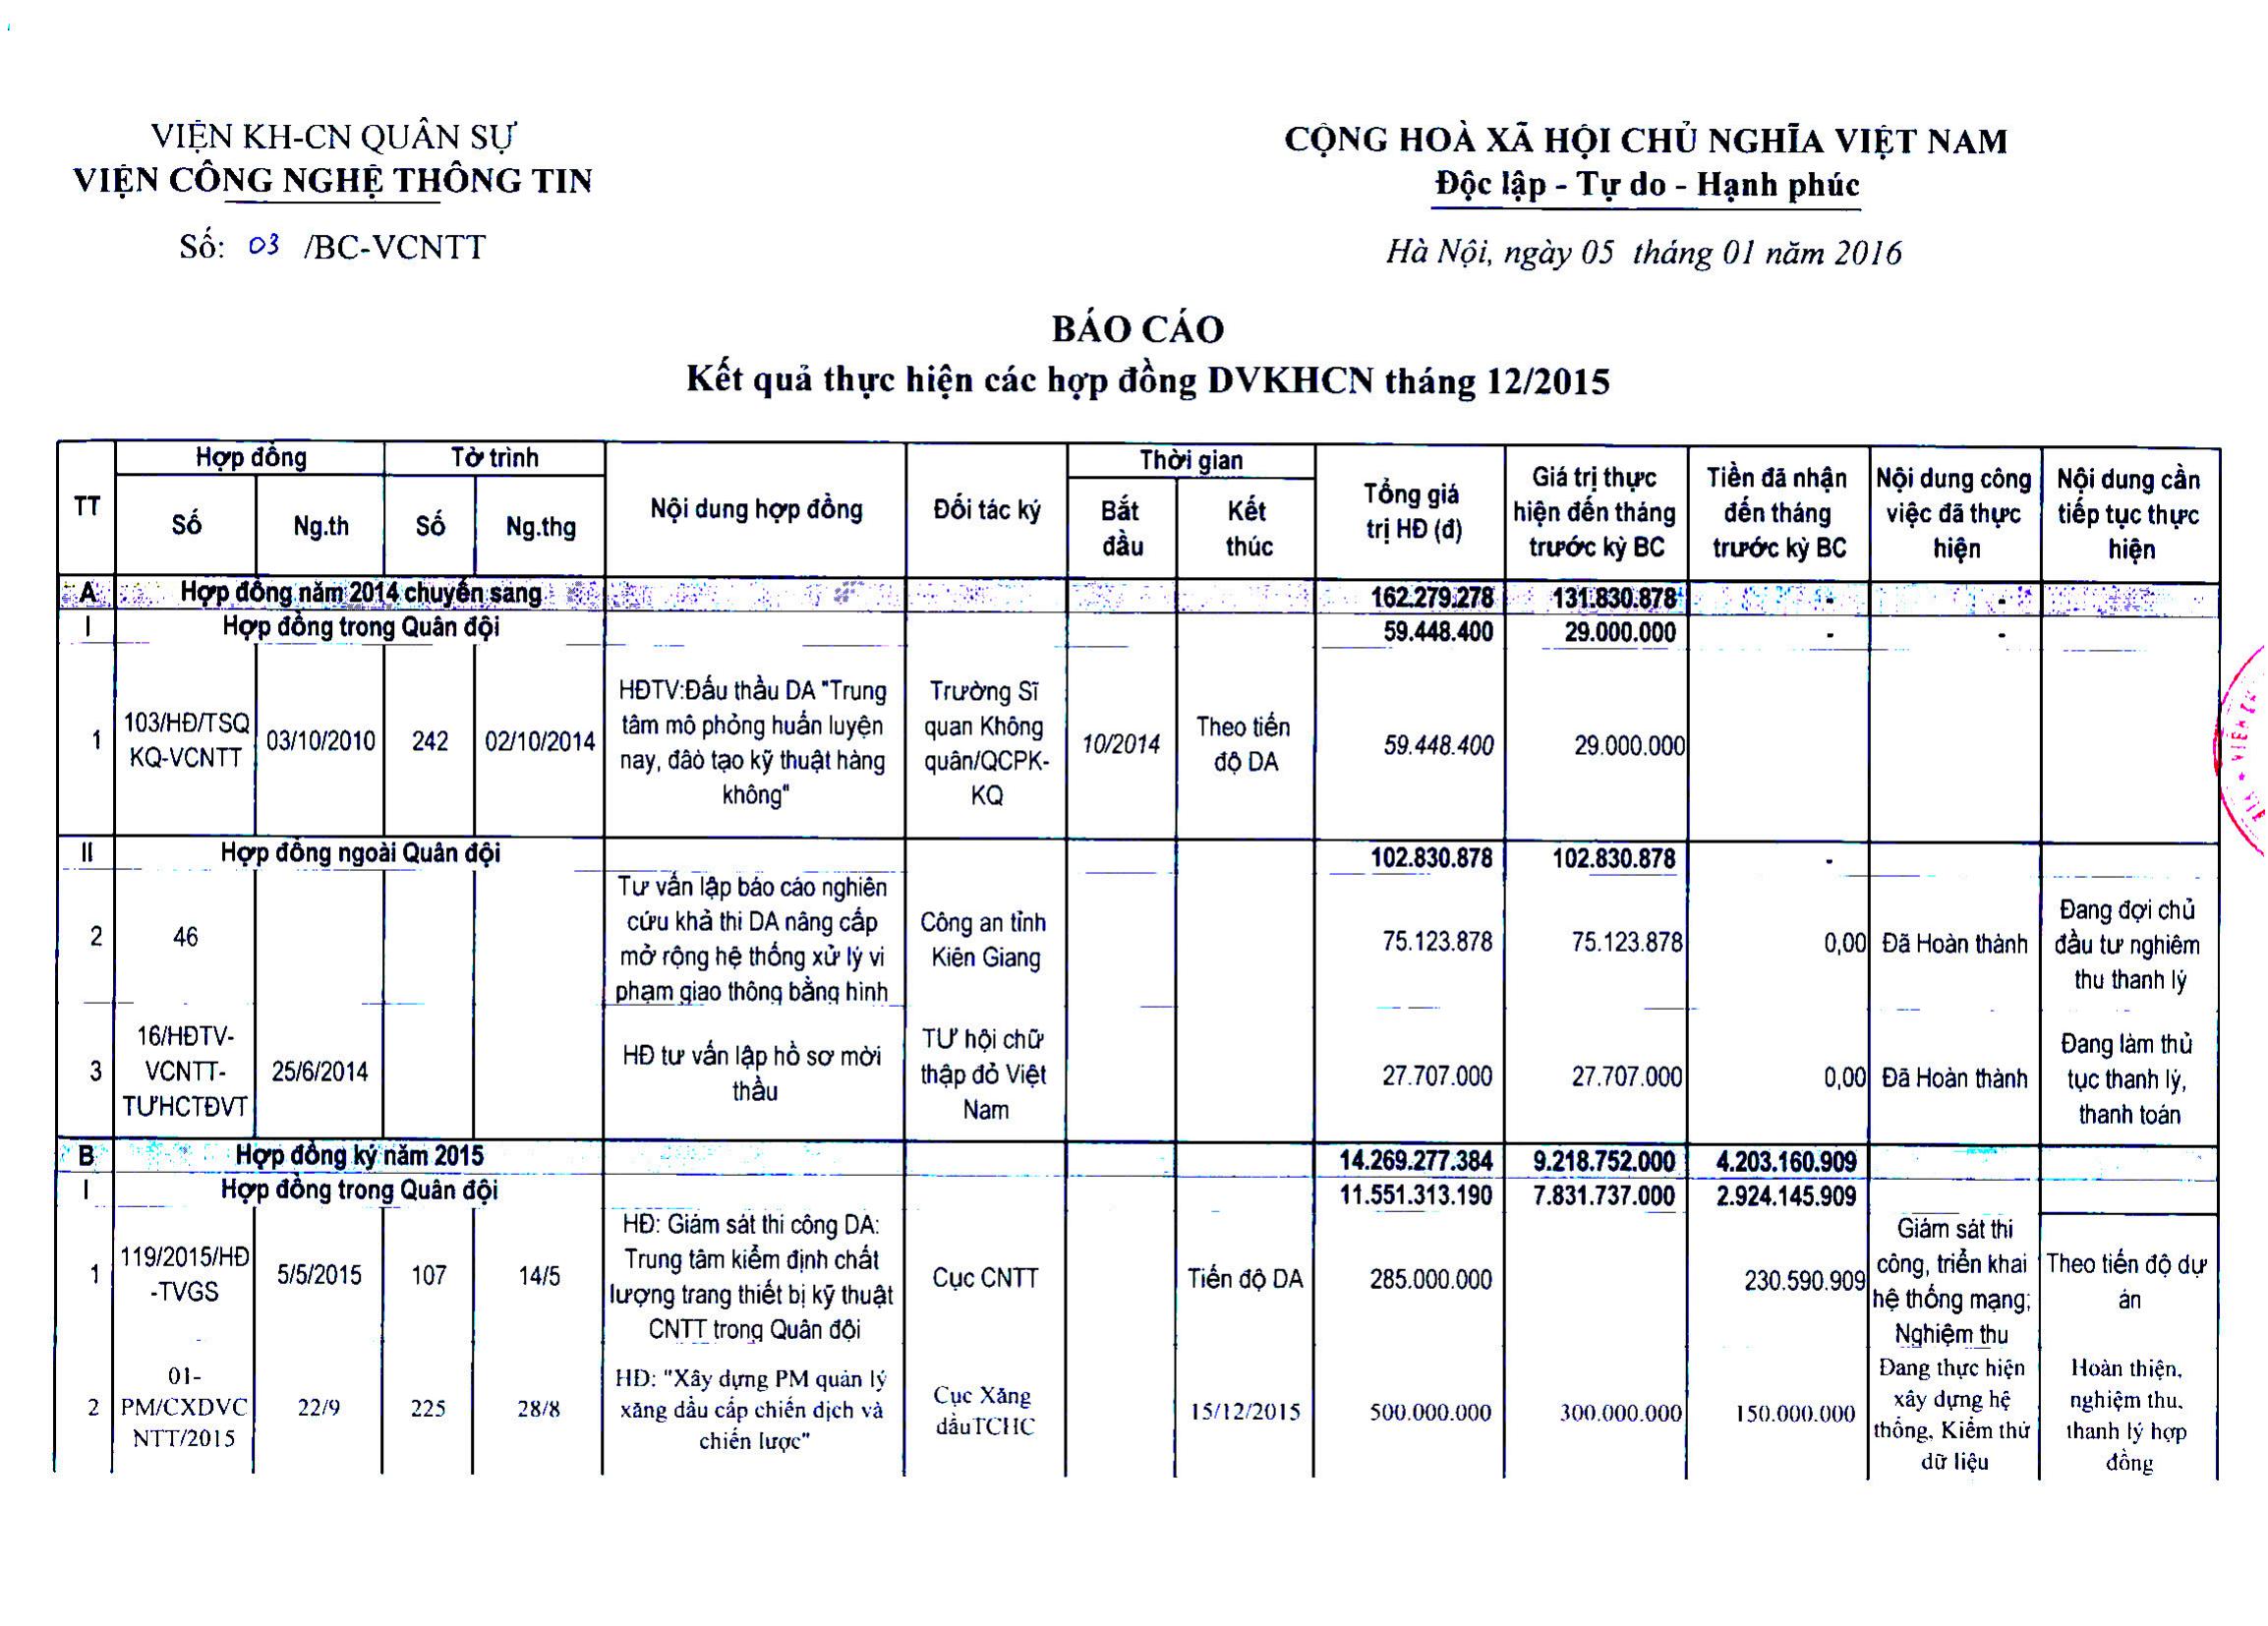 VIỆN KH-CN QUÂN SỰ
VIỆN CÔNG NGHỆ THÔNG TIN
Số: 03 /BC-VCNTT
CỘNG HOÀ XÃ HỘI CHỦ NGHĨA VIỆT NAM
Độc lập - Tự do - Hạnh phúc
Hà Nội, ngày 05 tháng 01 năm 2016
BÁO CÁO
Kết quả thực hiện các hợp đồng DVKHCN tháng 12/2015
TT
Hợp đồng
Số
Ng.th
Tờ trình
Số
Ng.thg
Nội dung hợp đồng
Đối tác ký
Thời gian
Bắt
đầu
Kết
thúc
Tổng giá
trị HĐ (đ)
Giá trị thực
hiện đến tháng
trước kỳ BC
Tiền đã nhận
đến tháng
trước kỳ BC
Nội dung công
việc đã thực
hiện
Nội dung cần
tiếp tục thực
hiện
A Hợp đồng năm 2014 chuyển sang 162.279.278 131.830.878 - -
I Hợp đồng trong Quân đội 59.448.400 29.000.000 - -
1
103/HĐ/TSQ
KQ-VCNTT
03/10/2010
242
02/10/2014
HĐTV:Đấu thầu DA "Trung
tâm mô phỏng huấn luyện
nay, đàò tạo kỹ thuật hàng
không"
Trường Sĩ
quan Không
quân/QCPK-
KQ
10/2014
Theo tiến
độ DA
59.448.400
29.000.000
II Hợp đồng ngoài Quân đội 102.830.878 102.830.878 -
2
46
Tư vấn lập báo cáo nghiên
cứu khả thi DA nâng cấp
mở rộng hệ thống xử lý vi
phạm giao thông bằng hình
Công an tỉnh
Kiên Giang
75.123.878
75.123.878
0,00
Đã Hoàn thành
Đang đợi chủ
đầu tư nghiêm
thu thanh lý
3
16/HĐTV-
VCNTT-
TƯHCTĐVT
25/6/2014
HĐ tư vấn lập hồ sơ mời
thầu
TƯ hội chữ
thập đỏ Việt
Nam
27.707.000
27.707.000
0,00
Đã Hoàn thành
Đang làm thủ
tục thanh lý,
thanh toán
B Hợp đồng ký năm 2015 14.269.277.384 9.218.752.000 4.203.160.909
I Hợp đồng trong Quân đội 11.551.313.190 7.831.737.000 2.924.145.909
1
119/2015/HĐ
-TVGS
5/5/2015
107
14/5
HĐ: Giám sát thi công DA:
Trung tâm kiểm định chất
lượng trang thiết bị kỹ thuật
CNTT trong Quân đội
Cục CNTT
Tiến độ DA
285.000.000
230.590.909
Giám sát thi
công, triển khai
hệ thống mạng;
Nghiệm thu
Theo tiến độ dự
án
2
01-
PM/CXDVC
NTT/2015
22/9
225
28/8
HĐ: "Xây dựng PM quản lý
xăng dầu cấp chiến dịch và
chiến lược"
Cục Xăng
dầuTCHC
15/12/2015
500.000.000
300.000.000
150.000.000
Đang thực hiện
xây dựng hệ
thống, Kiểm thử
dữ liệu
Hoàn thiện,
nghiệm thu,
thanh lý hợp
đồng